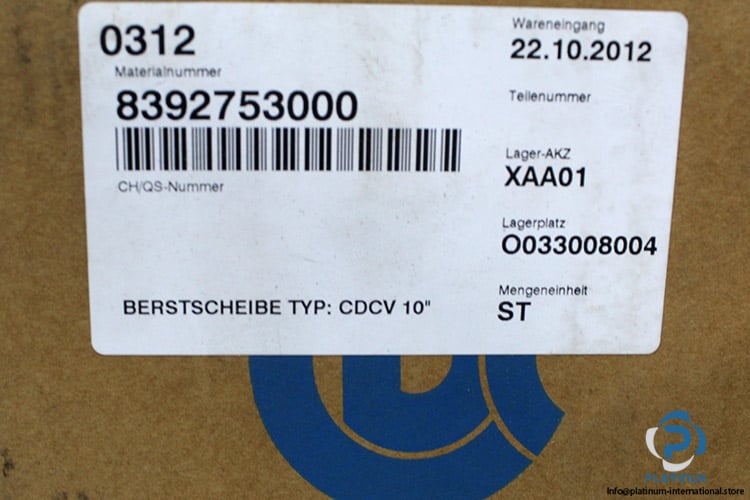 0312
Materialnummer
8392753000
CH/QS-Nummer
BERSTSCHEIBE TYP: CDCV 10"
Wareneingang
22.10.2012
Teilenummer
Lager-AKZ
XAA01
Lagerplatz
O033008004
Mengeneinheit
ST
PLATINUM
Info@platinum-international.store